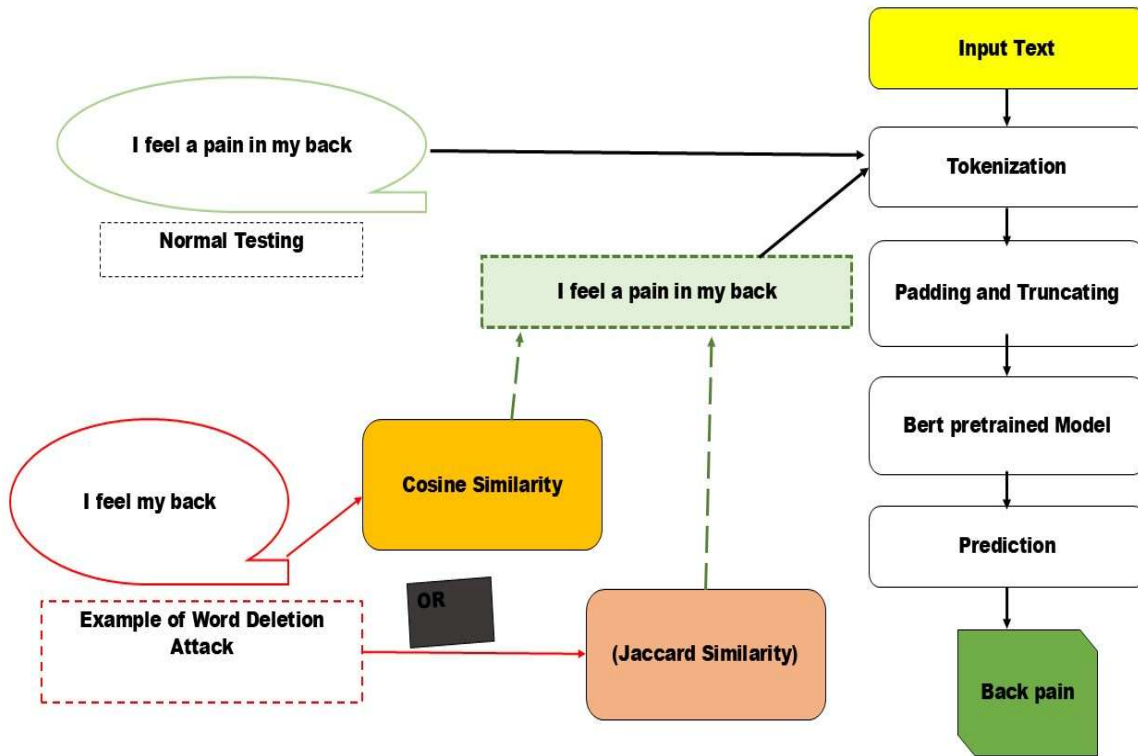 Input Text
I feel a pain in my back
Tokenization
Normal Testing
I feel a pain in my back
Padding and Truncating
Bert pretrained Model
Cosine Similarity
I feel my back
Prediction
OR
Example of Word Deletion
Attack
(Jaccard Similarity)
Back pain